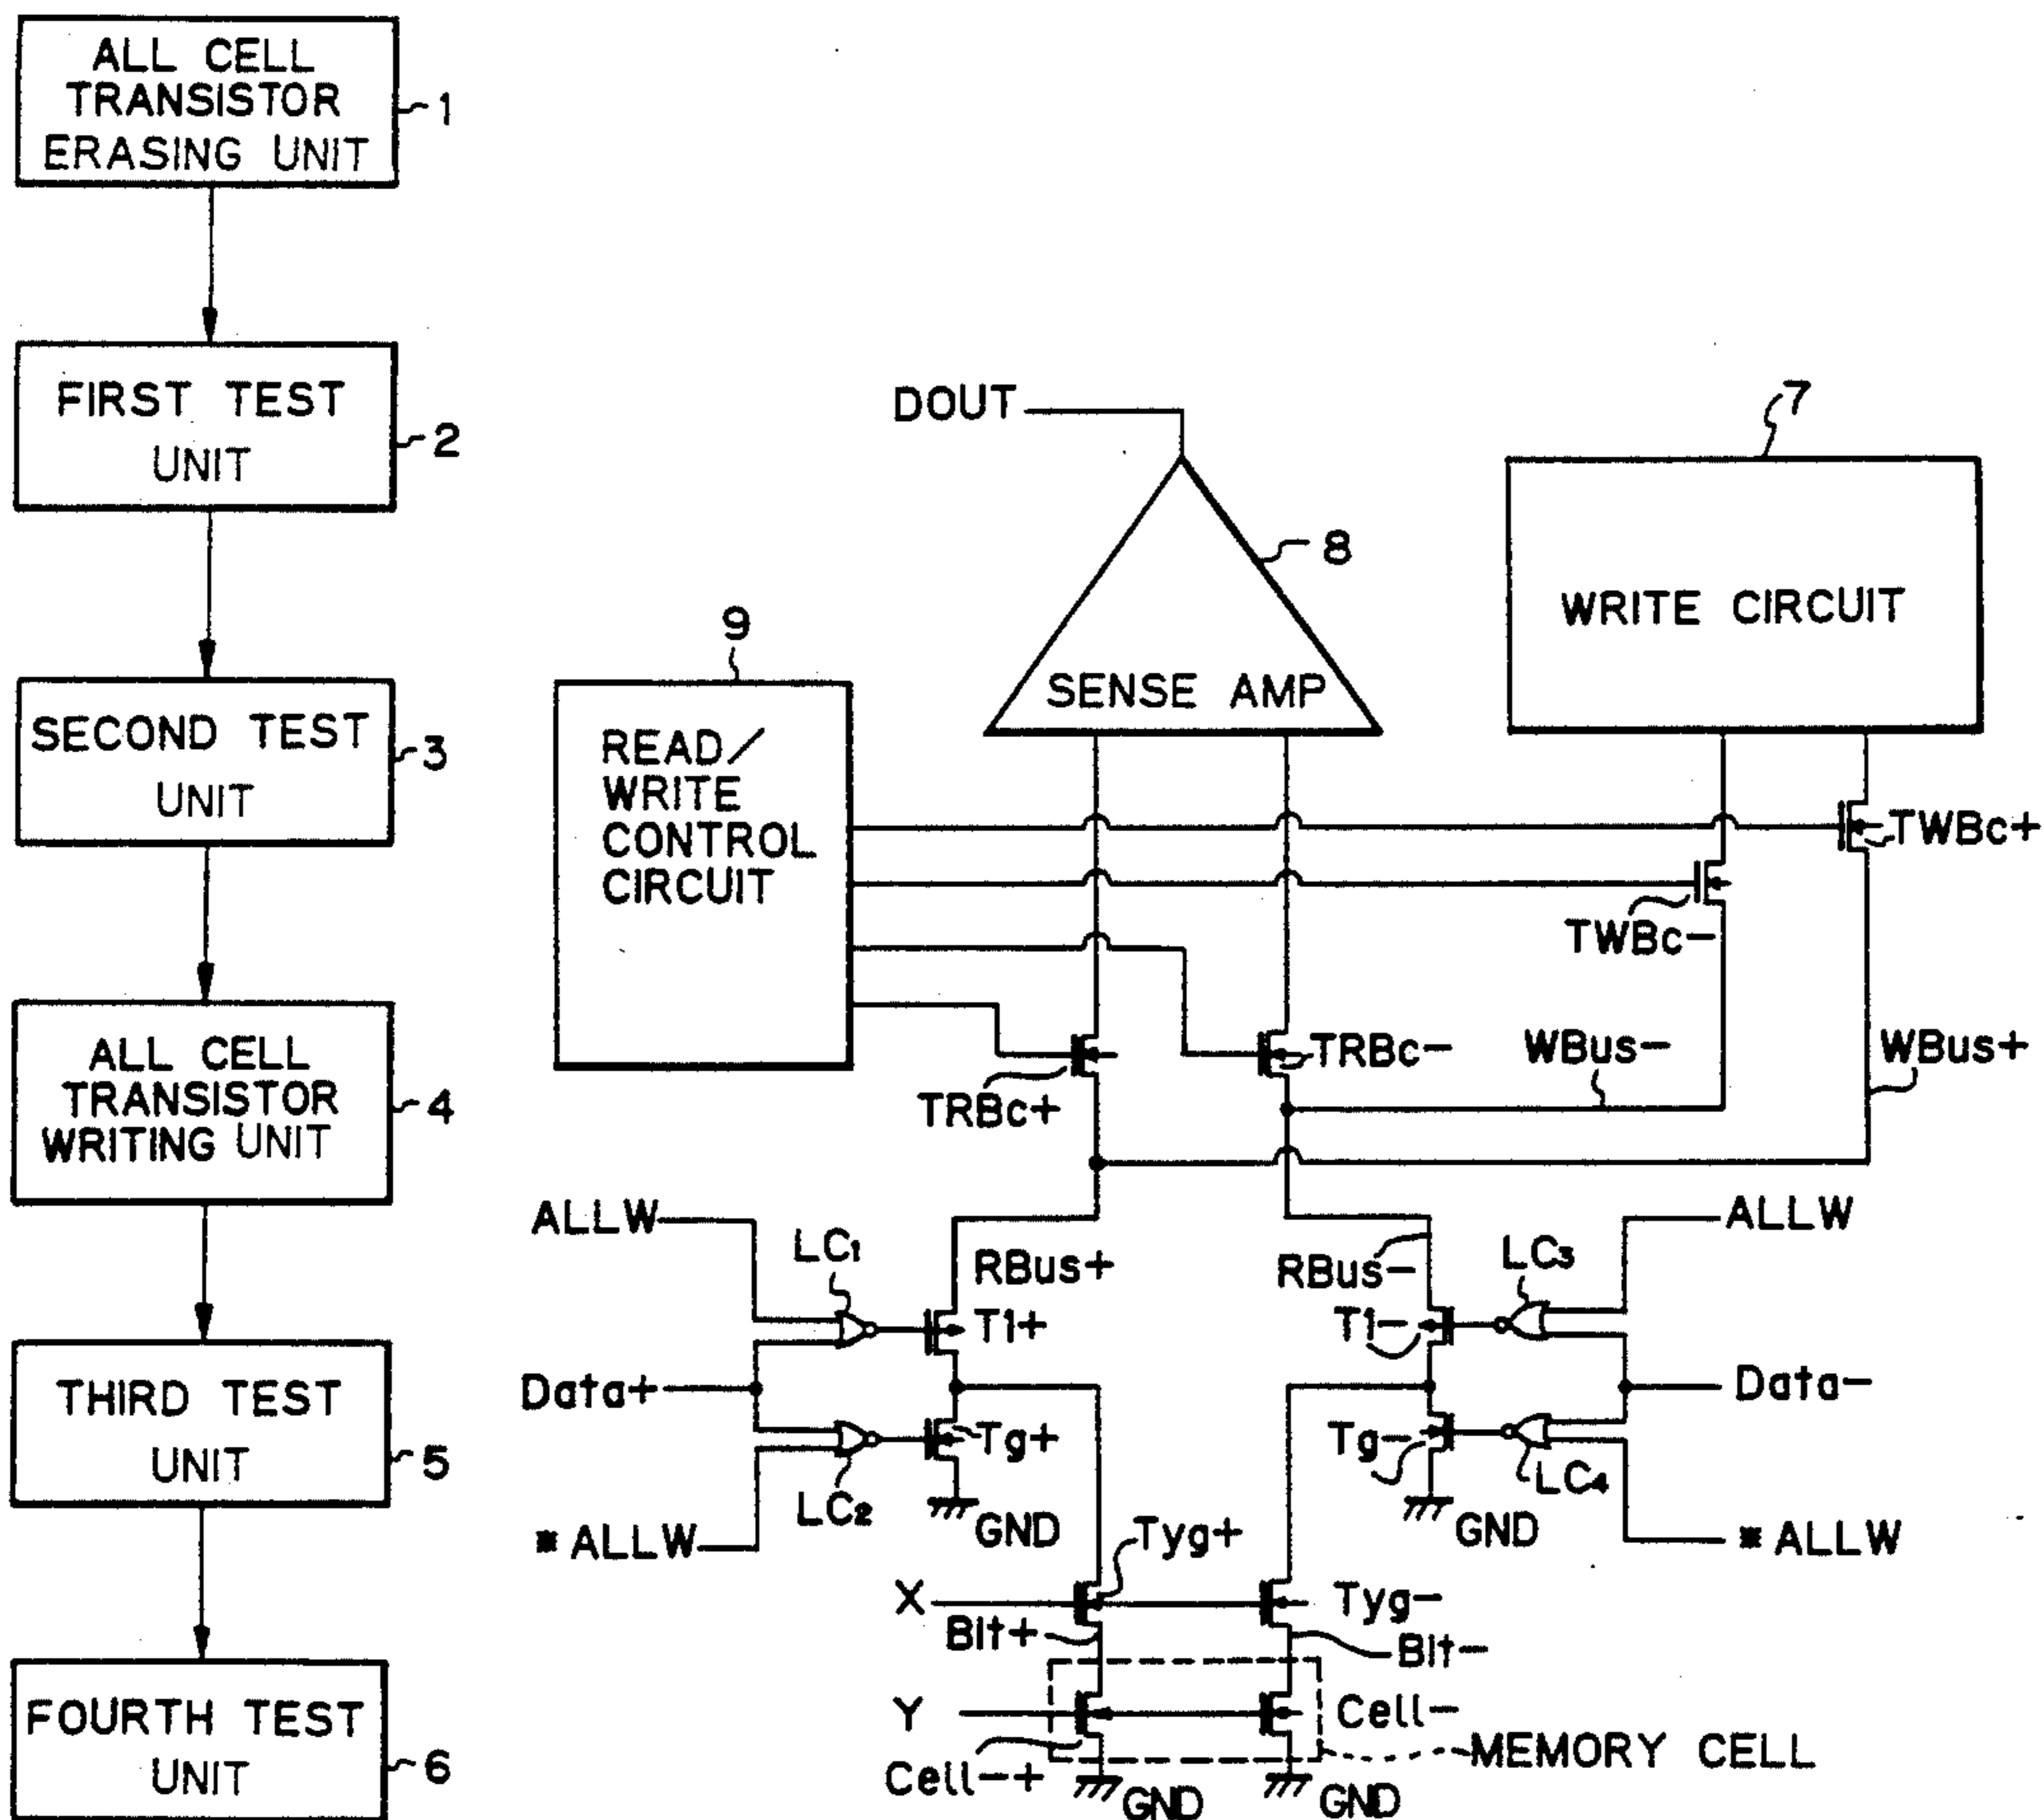 ALL CELL
TRANSISTOR
ERASING UNIT
1
FIRST TEST
UNIT
2
SECOND TEST
UNIT
3
ALL CELL
TRANSISTOR
WRITING UNIT
4
THIRD TEST
UNIT
5
FOURTH TEST
UNIT
6
DOUT
7
8
WRITE CIRCUIT
9
SENSE AMP
READ/
WRITE
CONTROL
CIRCUIT
TWBc+
TWBc-
TRBc-
WBus-
WBus+
TRBc+
ALLW
ALLW
LC1
RBus+
RBus-
LC3
T1+
T1-
Data+
Data-
Tg+
Tg-
LC2
LC4
GND
GND
*ALLW
*ALLW
Tyg+
X
Tyg-
Bit+
Bit-
Y
Cell-
Cell-+
MEMORY CELL
GND
GND